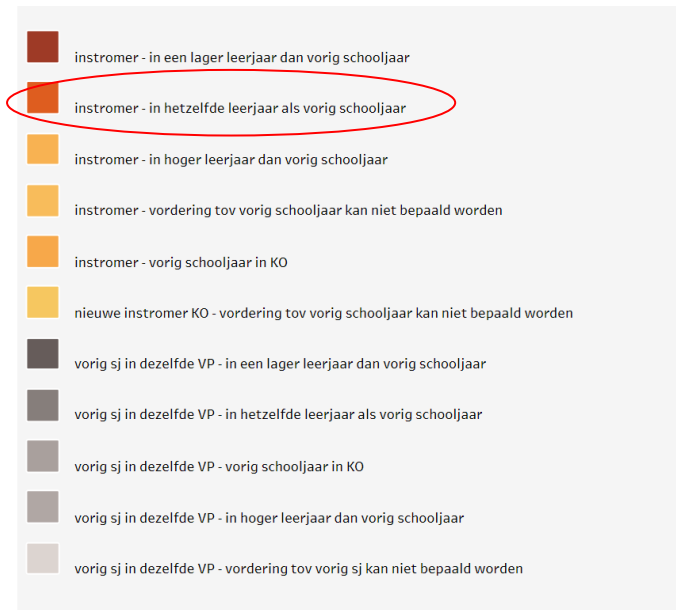 instromer - in een lager leerjaar dan vorig schooljaar
instromer - in hetzelfde leerjaar als vorig schooljaar
instromer - in hoger leerjaar dan vorig schooljaar
instromer - vordering tov vorig schooljaar kan niet bepaald worden
instromer - vorig schooljaar in KO
nieuwe instromer KO - vordering tov vorig schooljaar kan niet bepaald worden
vorig sj in dezelfde VP - in een lager leerjaar dan vorig schooljaar
vorig sj in dezelfde VP - in hetzelfde leerjaar als vorig schooljaar
vorig sj in dezelfde VP - vorig schooljaar in KO
vorig sj in dezelfde VP - in hoger leerjaar dan vorig schooljaar
vorig sj in dezelfde VP - vordering tov vorig sj kan niet bepaald worden